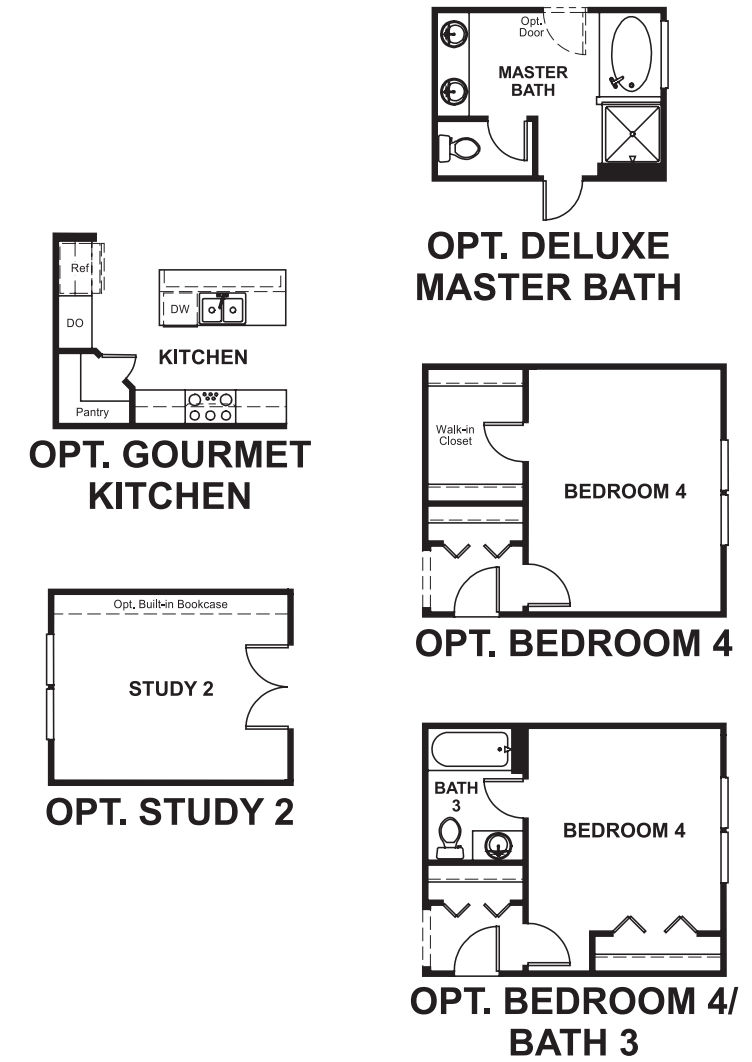 Opt.
Door
MASTER
BATH
OPT. DELUXE
MASTER BATH
Ref
DW
DO
KITCHEN
Pantry
OPT. GOURMET
KITCHEN
Walk-in
Closet
BEDROOM 4
OPT. BEDROOM 4
Opt. Built-in Bookcase
STUDY 2
OPT. STUDY 2
BATH
3
BEDROOM 4
OPT. BEDROOM 4/
BATH 3